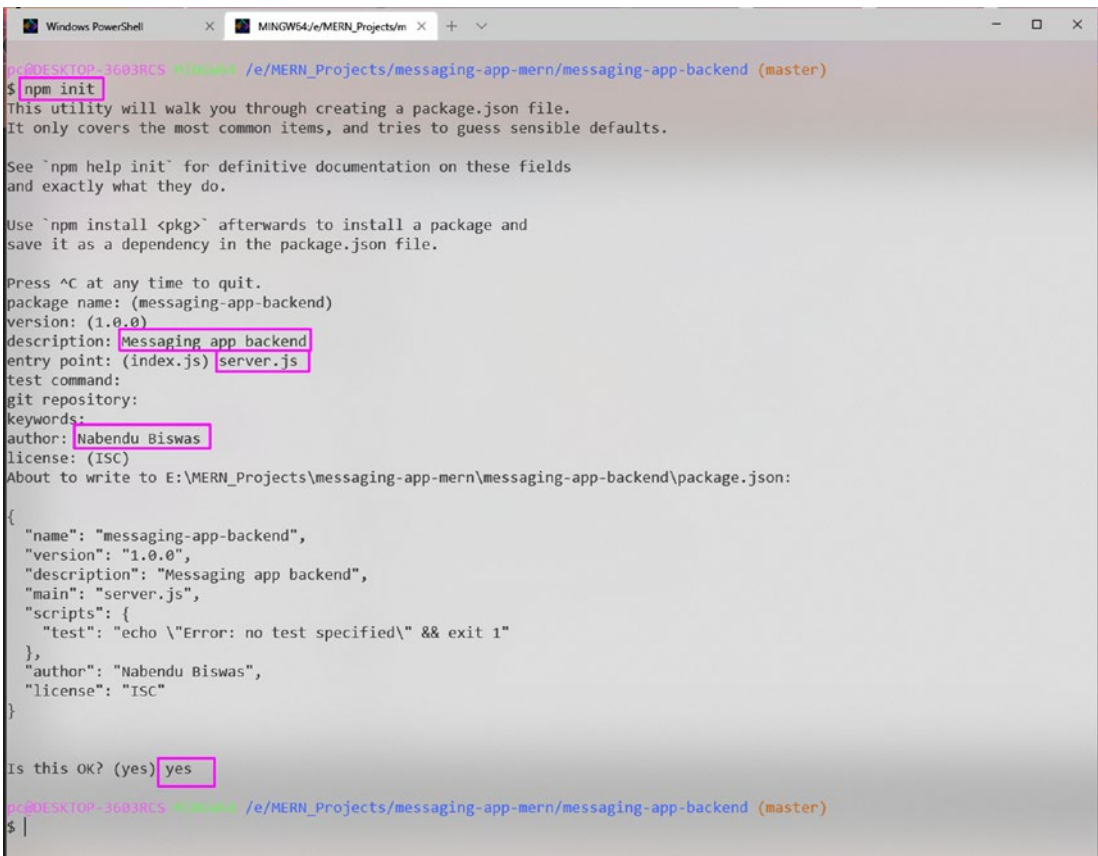 Windows PowerShell
MINGW64:/e/MERN_Projects/m
pc@DESKTOP-3603RCS MINGW64 /e/MERN_Projects/messaging-app-mern/messaging-app-backend (master)
$ npm init
This utility will walk you through creating a package.json file.
It only covers the most common items, and tries to guess sensible defaults.
See `npm help init` for definitive documentation on these fields
and exactly what they do.
Use `npm install <pkg>` afterwards to install a package and
save it as a dependency in the package.json file.
Press ^C at any time to quit.
package name: (messaging-app-backend)
version: (1.0.0)
description: Messaging app backend
entry point: (index.js) server.js
test command:
git repository:
keywords:
author: Nabendu Biswas
license: (ISC)
About to write to E:\MERN_Projects\messaging-app-mern\messaging-app-backend\package.json:
{
"name": "messaging-app-backend",
"version": "1.0.0",
"description": "Messaging app backend",
"main": "server.js",
"scripts": {
"test": "echo \"Error: no test specified\" && exit 1"
},
"author": "Nabendu Biswas",
"license": "ISC"
}
Is this OK? (yes) yes
pc@DESKTOP-3603RCS MINGW64 /e/MERN_Projects/messaging-app-mern/messaging-app-backend (master)
$